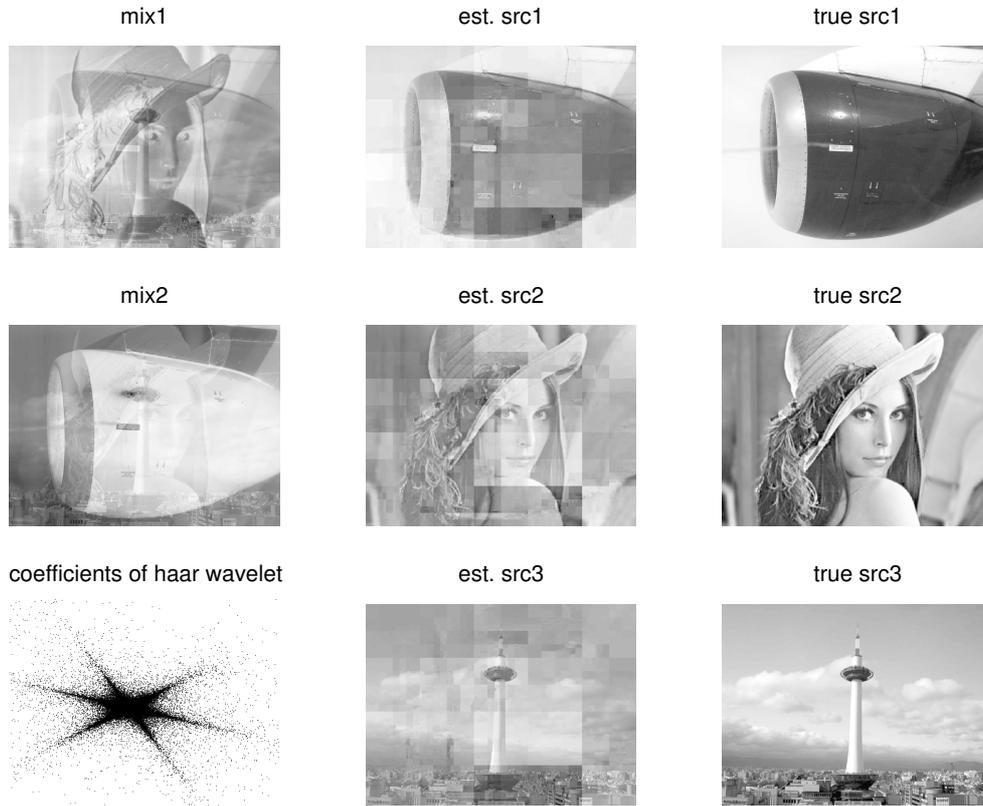 mix1
est. src1
true src1
mix2
est. src2
true src2
coefficients of haar wavelet
est. src3
true src3